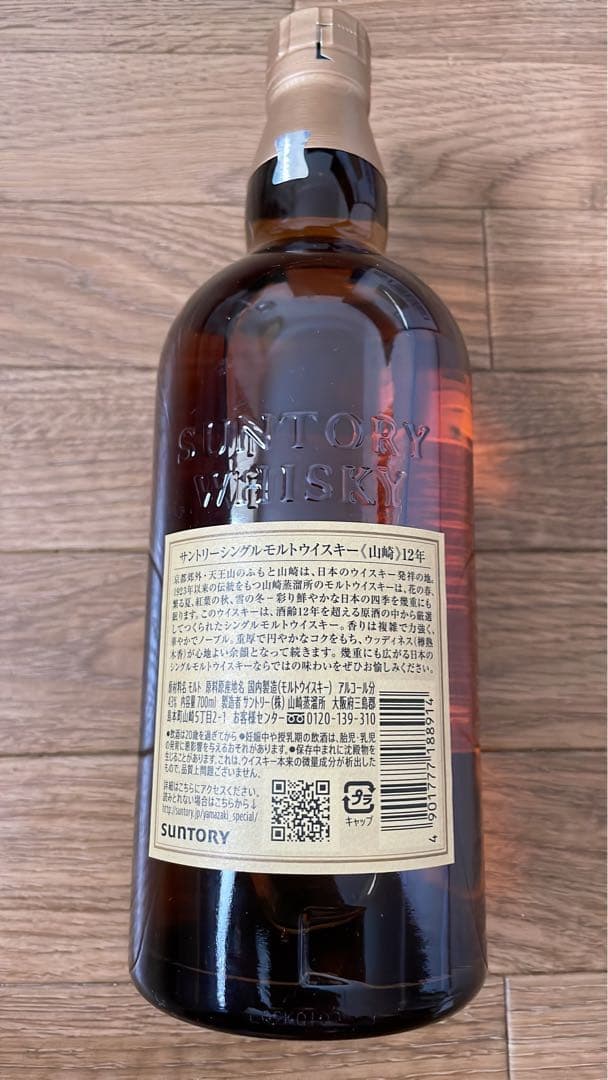 SUNTORY
WHISKY
サントリーシングルモルトウイスキー《山崎》12年
京都郊外・天王山のふもと山崎は、日本のウイスキー発祥の地。
1923年以来の伝統をもつ山崎蒸溜所のモルトウイスキーは、花の春、
繁る夏、紅葉の秋、雪の冬－彩り鮮やかな日本の四季を幾重にも
眠ります。このウイスキーは、酒齢12年を超える原酒の中から厳選
してつくられたシングルモルトウイスキー。香りは複雑で力強く、
華やかでノーブル。重厚で円やかなコクをもち、ウッディネス(樽熟
木香)が心地よい余韻となって続きます。幾重にも広がる日本の
シングルモルトウイスキーならではの味わいをぜひお愉しみください。
原材料名 モルト 原料原産地名 国内製造(モルトウイスキー) アルコール分
43% 内容量 700ml 製造者 サントリー(株) 山崎蒸溜所 大阪府三島郡
島本町山崎5丁目2-1 お客様センター 0120-139-310
●飲酒は20歳を過ぎてから ●妊娠中や授乳期の飲酒は、胎児・乳児
の発育に悪影響を与えるおそれがあります。●保存中まれに沈殿物を
生じることがあります。これは、ウイスキー本来の微量成分が析出した
もので、品質上問題ございません。
詳細はこちらにアクセスください。
読みとれない場合はこちらから↓
http://suntory.jp/yamazaki_special/
SUNTORY
プラ
キャップ
4 901777 188914